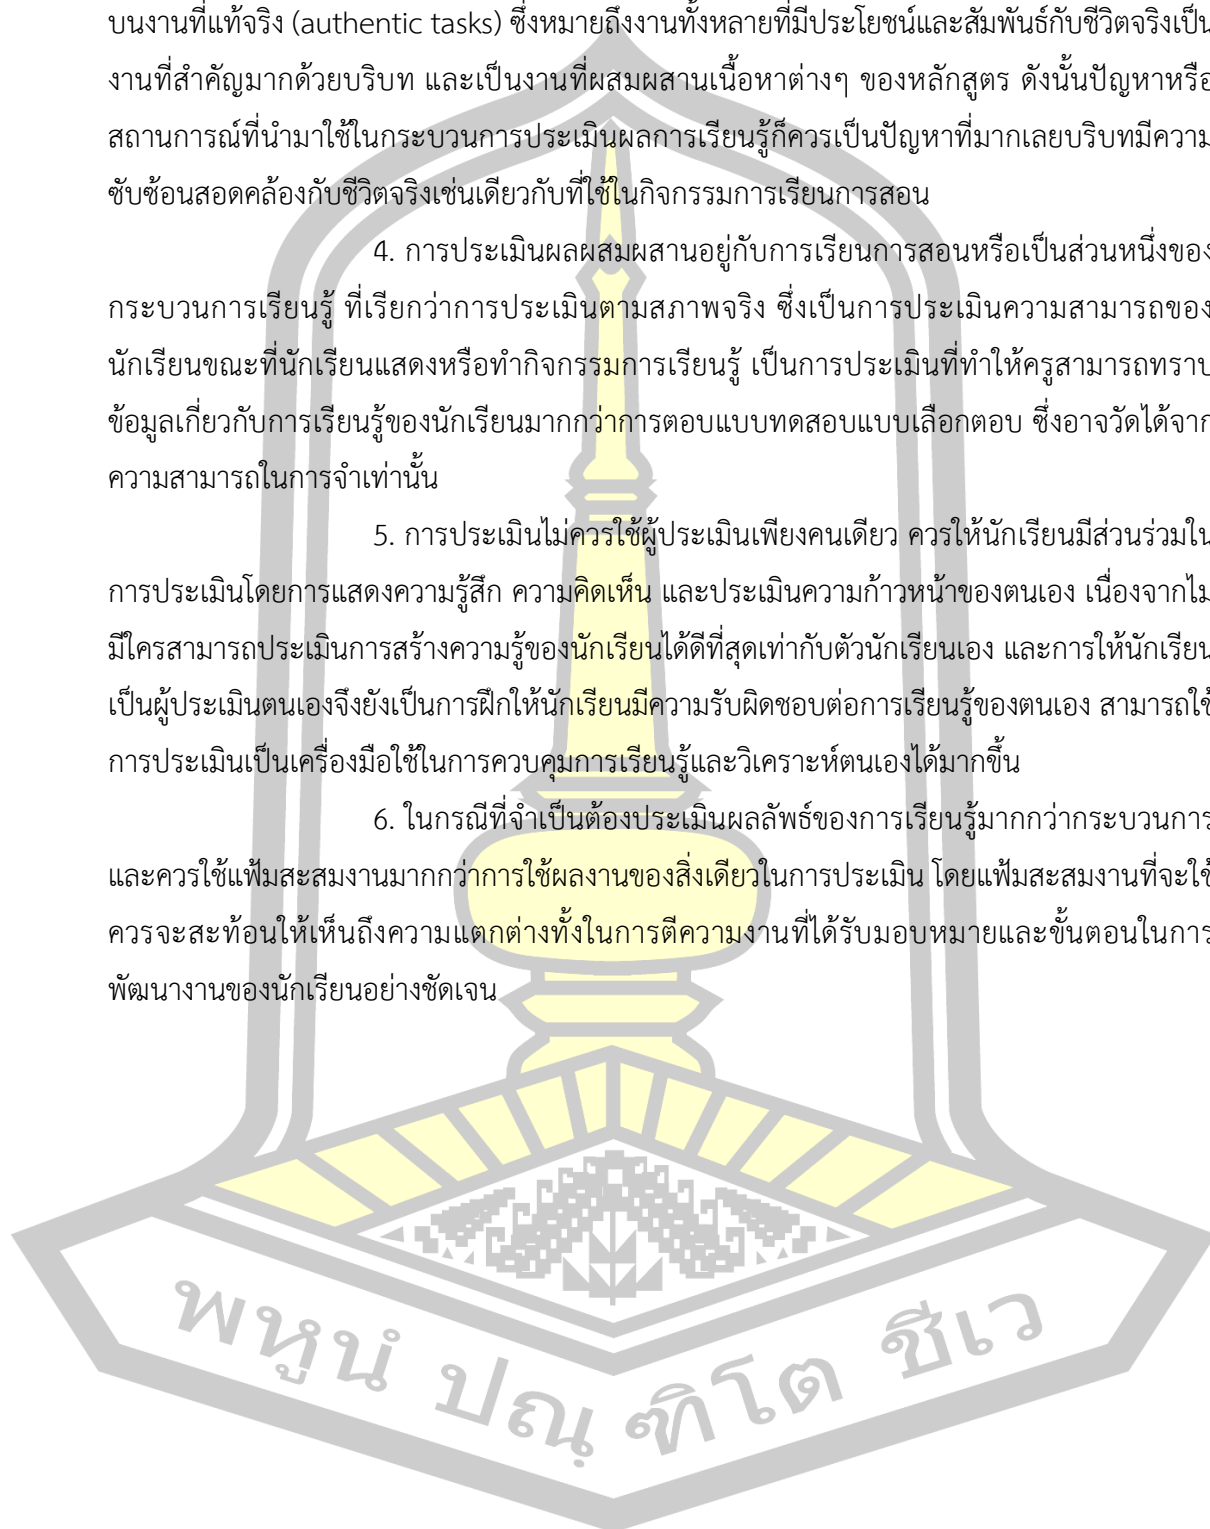 บนงานที่แท้จริง (authentic tasks) ซึ่งหมายถึงงานทั้งหลายที่มีประโยชน์และสัมพันธ์กับชีวิตจริงเป็น
งานที่สำคัญมากด้วยบริบท และเป็นงานที่ผสมผสานเนื้อหาต่างๆ ของหลักสูตร ดังนั้นปัญหาหรือ
สถานการณ์ที่นำมาใช้ในกระบวนการประเมินผลการเรียนรู้ก็ควรเป็นปัญหาที่มากเลยบริบทมีความ
ซับซ้อนสอดคล้องกับชีวิตจริงเช่นเดียวกับที่ใช้ในกิจกรรมการเรียนการสอน
4. การประเมินผลผสมผสานอยู่กับการเรียนการสอนหรือเป็นส่วนหนึ่งของ
กระบวนการเรียนรู้ ที่เรียกว่าการประเมินตามสภาพจริง ซึ่งเป็นการประเมินความสามารถของ
นักเรียนขณะที่นักเรียนแสดงหรือทำกิจกรรมการเรียนรู้ เป็นการประเมินที่ทำให้ครูสามารถทราบ
ข้อมูลเกี่ยวกับการเรียนรู้ของนักเรียนมากกว่าการตอบแบบทดสอบแบบเลือกตอบ ซึ่งอาจวัดได้จาก
ความสามารถในการจำเท่านั้น
5. การประเมินไม่ควรใช้ผู้ประเมินเพียงคนเดียว ควรให้นักเรียนมีส่วนร่วมใน
การประเมินโดยการแสดงความรู้สึก ความคิดเห็น และประเมินความก้าวหน้าของตนเอง เนื่องจากไม่
มีใครสามารถประเมินการสร้างความรู้ของนักเรียนได้ดีที่สุดเท่ากับตัวนักเรียนเอง และการให้นักเรียน
เป็นผู้ประเมินตนเองจึงยังเป็นการฝึกให้นักเรียนมีความรับผิดชอบต่อการเรียนรู้ของตนเอง สามารถใช้
การประเมินเป็นเครื่องมือใช้ในการควบคุมการเรียนรู้และวิเคราะห์ตนเองได้มากขึ้น
6. ในกรณีที่จำเป็นต้องประเมินผลลัพธ์ของการเรียนรู้มากกว่ากระบวนการ
และควรใช้แฟ้มสะสมงานมากกว่าการใช้ผลงานของสิ่งเดียวในการประเมิน โดยแฟ้มสะสมงานที่จะใช้
ควรจะสะท้อนให้เห็นถึงความแตกต่างทั้งในการตีความงานที่ได้รับมอบหมายและขั้นตอนในการ
พัฒนางานของนักเรียนอย่างชัดเจน
พหูนํ ปณฺฑิโต ชีเว